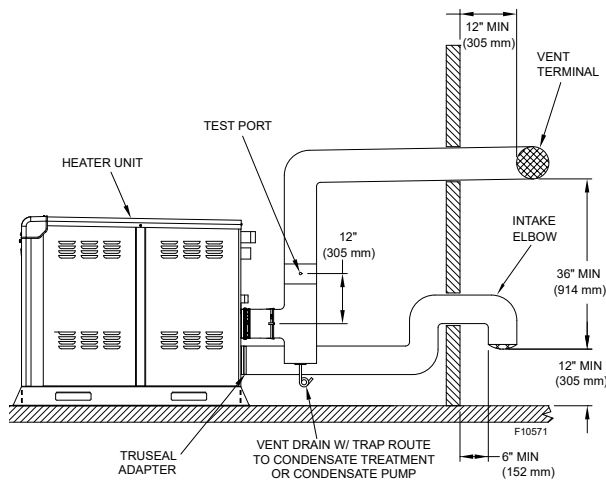 12" MIN
(305 mm)
VENT
TERMINAL
TEST PORT
HEATER UNIT
12"
(305 mm)
INTAKE
ELBOW
36" MIN
(914 mm)
12" MIN
(305 mm)
F10571
TRUSEAL
ADAPTER
VENT DRAIN W/ TRAP ROUTE
TO CONDENSATE TREATMENT
OR CONDENSATE PUMP
6" MIN
(152 mm)